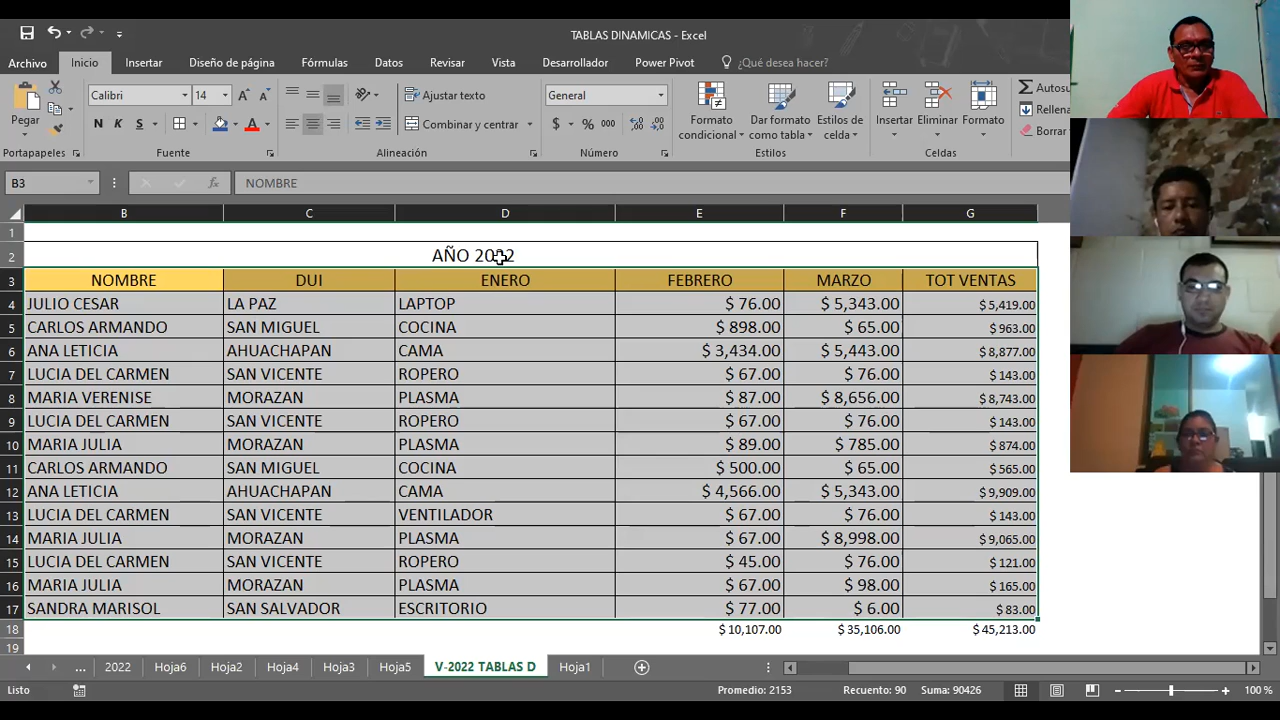 TABLAS DINAMICAS - Excel
Archivo Inicio Insertar Diseño de página Fórmulas Datos Revisar Vista Desarrollador Power Pivot ¿Qué desea hacer?
Calibri 14 Ajustar texto General Autosu
Pegar N K S Combinar y centrar $ % 000 Formato condicional Dar formato como tabla Estilos de celda Insertar Eliminar Formato Rellena
Borrar
Portapapeles Fuente Alineación Número Estilos Celdas
B3 fx NOMBRE
B C D E F G
1
2 AÑO 2022
3 NOMBRE DUI ENERO FEBRERO MARZO TOT VENTAS
4 JULIO CESAR LA PAZ LAPTOP $ 76.00 $ 5,343.00 $ 5,419.00
5 CARLOS ARMANDO SAN MIGUEL COCINA $ 898.00 $ 65.00 $ 963.00
6 ANA LETICIA AHUACHAPAN CAMA $ 3,434.00 $ 5,443.00 $ 8,877.00
7 LUCIA DEL CARMEN SAN VICENTE ROPERO $ 67.00 $ 76.00 $ 143.00
8 MARIA VERENISE MORAZAN PLASMA $ 87.00 $ 8,656.00 $ 8,743.00
9 LUCIA DEL CARMEN SAN VICENTE ROPERO $ 67.00 $ 76.00 $ 143.00
10 MARIA JULIA MORAZAN PLASMA $ 89.00 $ 785.00 $ 874.00
11 CARLOS ARMANDO SAN MIGUEL COCINA $ 500.00 $ 65.00 $ 565.00
12 ANA LETICIA AHUACHAPAN CAMA $ 4,566.00 $ 5,343.00 $ 9,909.00
13 LUCIA DEL CARMEN SAN VICENTE VENTILADOR $ 67.00 $ 76.00 $ 143.00
14 MARIA JULIA MORAZAN PLASMA $ 67.00 $ 8,998.00 $ 9,065.00
15 LUCIA DEL CARMEN SAN VICENTE ROPERO $ 45.00 $ 76.00 $ 121.00
16 MARIA JULIA MORAZAN PLASMA $ 67.00 $ 98.00 $ 165.00
17 SANDRA MARISOL SAN SALVADOR ESCRITORIO $ 77.00 $ 6.00 $ 83.00
18 $ 10,107.00 $ 35,106.00 $ 45,213.00
19
... 2022 Hoja6 Hoja2 Hoja4 Hoja3 Hoja5 V-2022 TABLAS D Hoja1
Listo Promedio: 2153 Recuento: 90 Suma: 90426 100 %